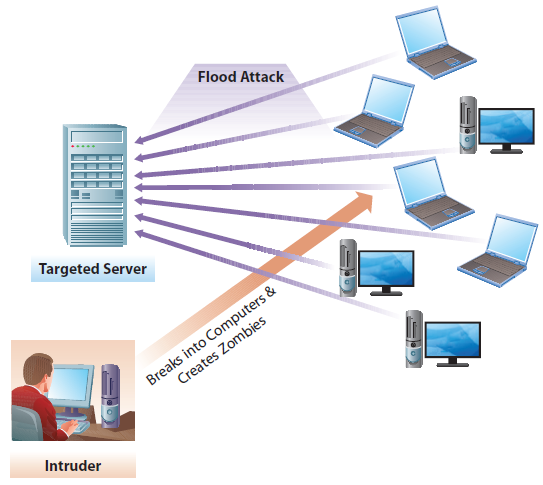 Flood Attack
Targeted Server
Breaks into Computers &
Creates Zombies
Intruder